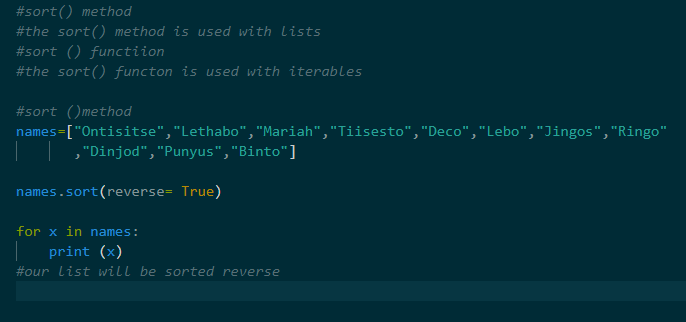 #sort() method
#the sort() method is used with lists
#sort () functiion
#the sort() functon is used with iterables
#sort ()method
names=["Ontisitse","Lethabo","Mariah","Tiisesto","Deco","Lebo","Jingos","Ringo"
,"Dinjod","Punyus","Binto"]
names.sort(reverse= True)
for x in names:
print (x)
#our list will be sorted reverse